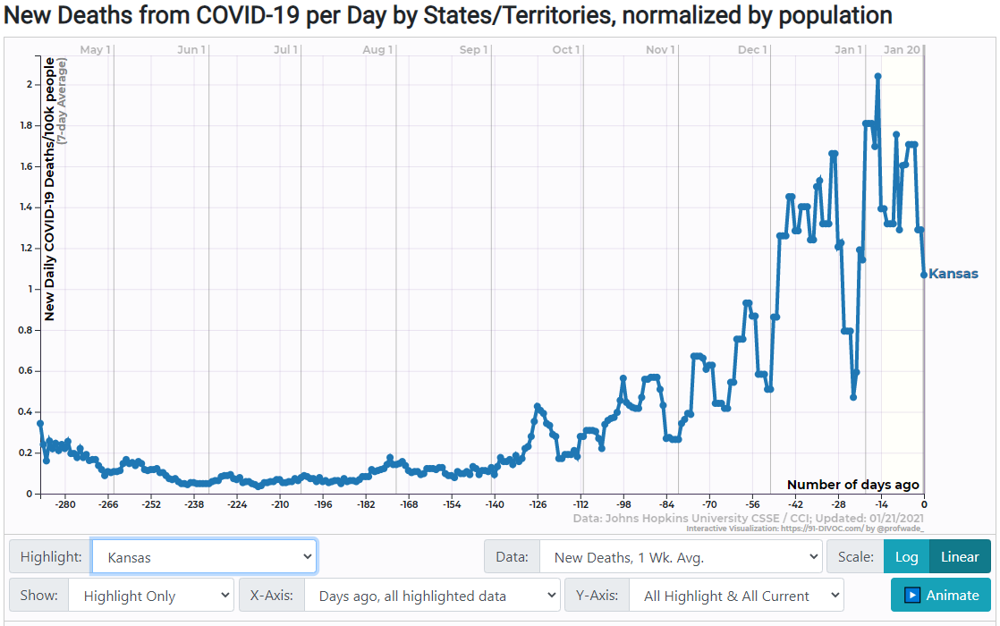 New Deaths from COVID-19 per Day by States/Territories, normalized by population
May 1 Jun 1 Jul 1 Aug 1 Sep 1 Oct 1 Nov 1 Dec 1 Jan 1 Jan 20
New Daily COVID-19 Deaths/100k people
(7-day Average)
2
1.8
1.6
1.4
1.2
1
0.8
0.6
0.4
0.2
0
Kansas
Number of days ago
-280 -266 -252 -238 -224 -210 -196 -182 -168 -154 -140 -126 -112 -98 -84 -70 -56 -42 -28 -14 0
Data: Johns Hopkins University CSSE / CCI; Updated: 01/21/2021
Interactive Visualization: https://91-DIVOC.com/ by @profwade_
Highlight: Kansas Data: New Deaths, 1 Wk. Avg. Scale: Log Linear
Show: Highlight Only X-Axis: Days ago, all highlighted data Y-Axis: All Highlight & All Current Animate